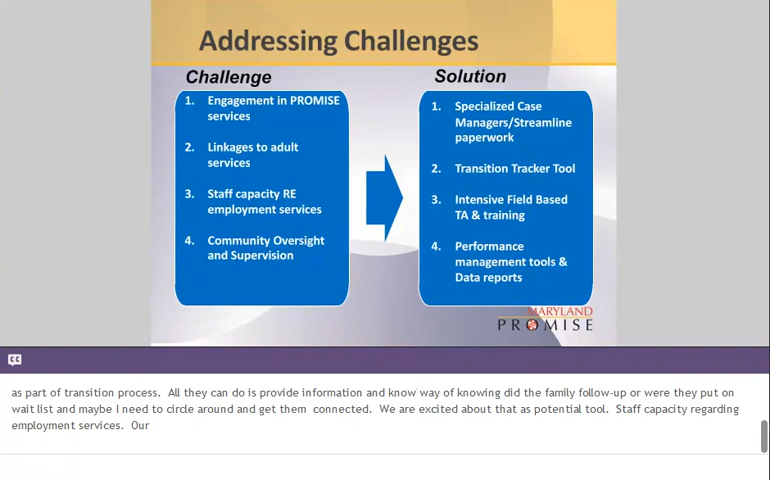 Addressing Challenges
Challenge
1. Engagement in PROMISE
services
2. Linkages to adult
services
3. Staff capacity RE
employment services
4. Community Oversight
and Supervision
Solution
1. Specialized Case
Managers/Streamline
paperwork
2. Transition Tracker Tool
3. Intensive Field Based
TA & training
4. Performance
management tools &
Data reports
MARYLAND
PROMISE
CC
as part of transition process.  All they can do is provide information and know way of knowing did the family follow-up or were they put on
wait list and maybe I need to circle around and get them  connected.  We are excited about that as potential tool.  Staff capacity regarding
employment services.  Our